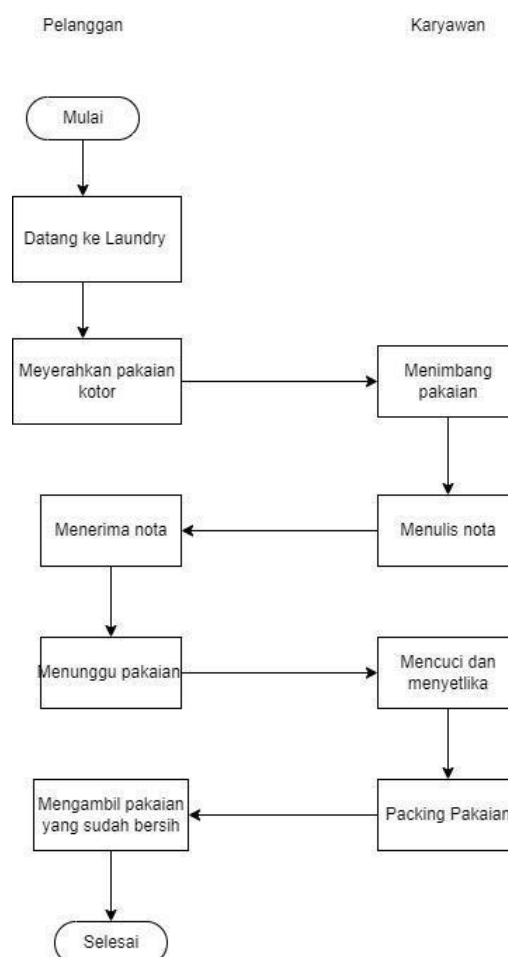 Pelanggan
Karyawan
Mulai
Datang ke Laundry
Meyerahkan pakaian
kotor
Menimbang
pakaian
Menerima nota
Menulis nota
Menunggu pakaian
Mencuci dan
menyetlika
Mengambil pakaian
yang sudah bersih
Packing Pakaian
Selesai